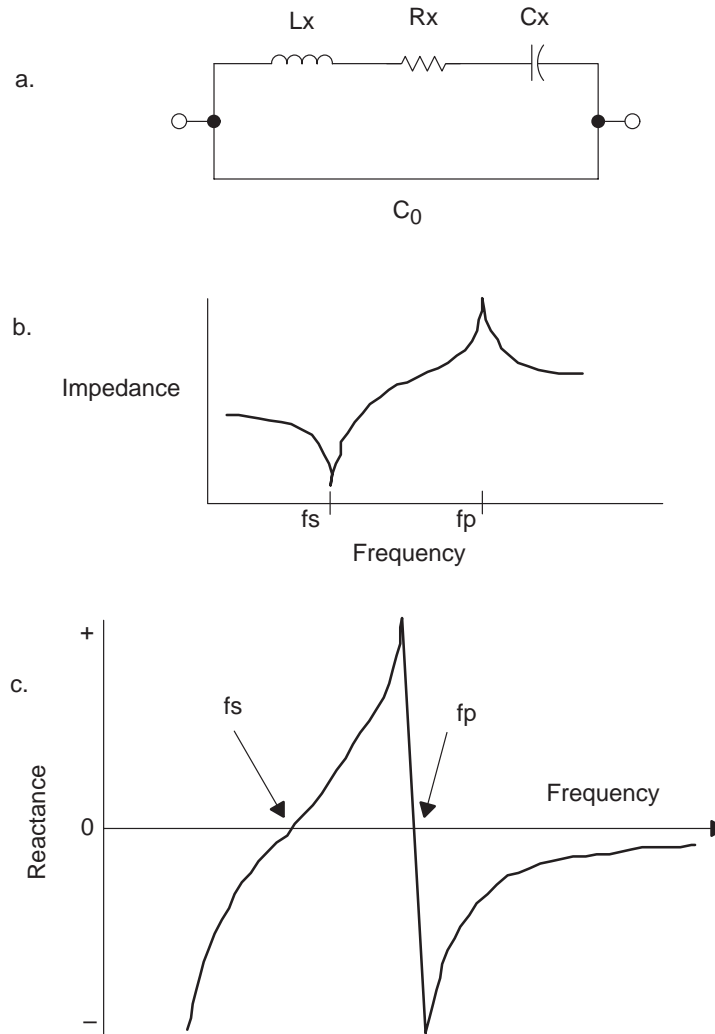 Lx Rx Cx
a.
C0
b.
Impedance
fs fp
Frequency
+
c.
fs fp
Frequency
0
Reactance
–